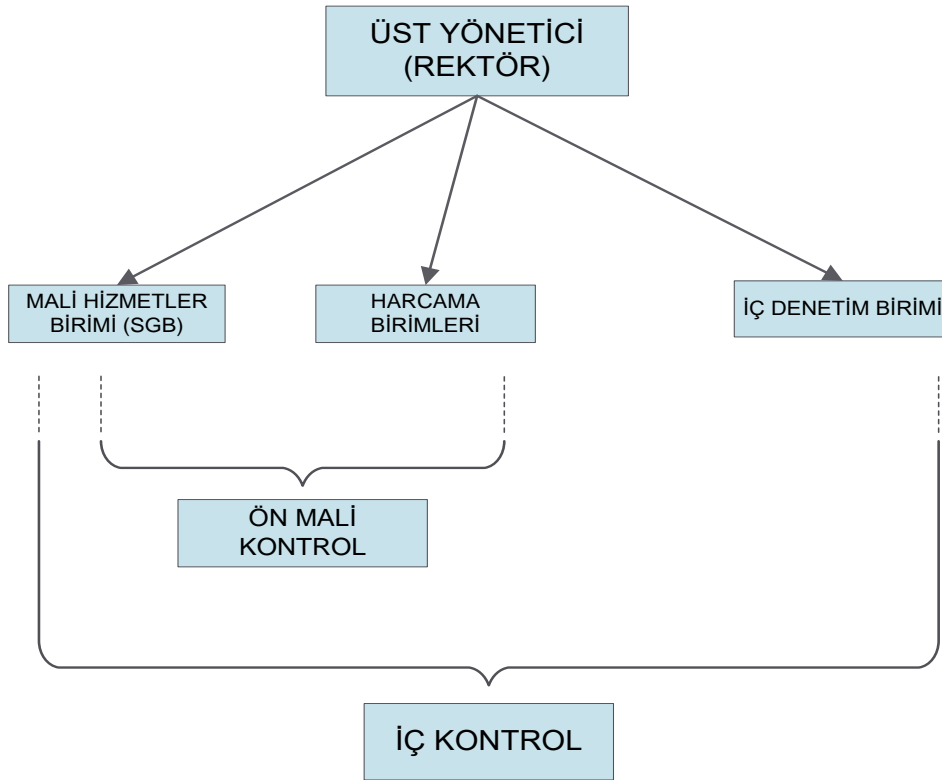 ÜST YÖNETİCİ
(REKTÖR)
MALİ HİZMETLER
BİRİMİ (SGB)
HARCAMA
BİRİMLERİ
İÇ DENETİM BİRİMİ
ÖN MALİ
KONTROL
İÇ KONTROL